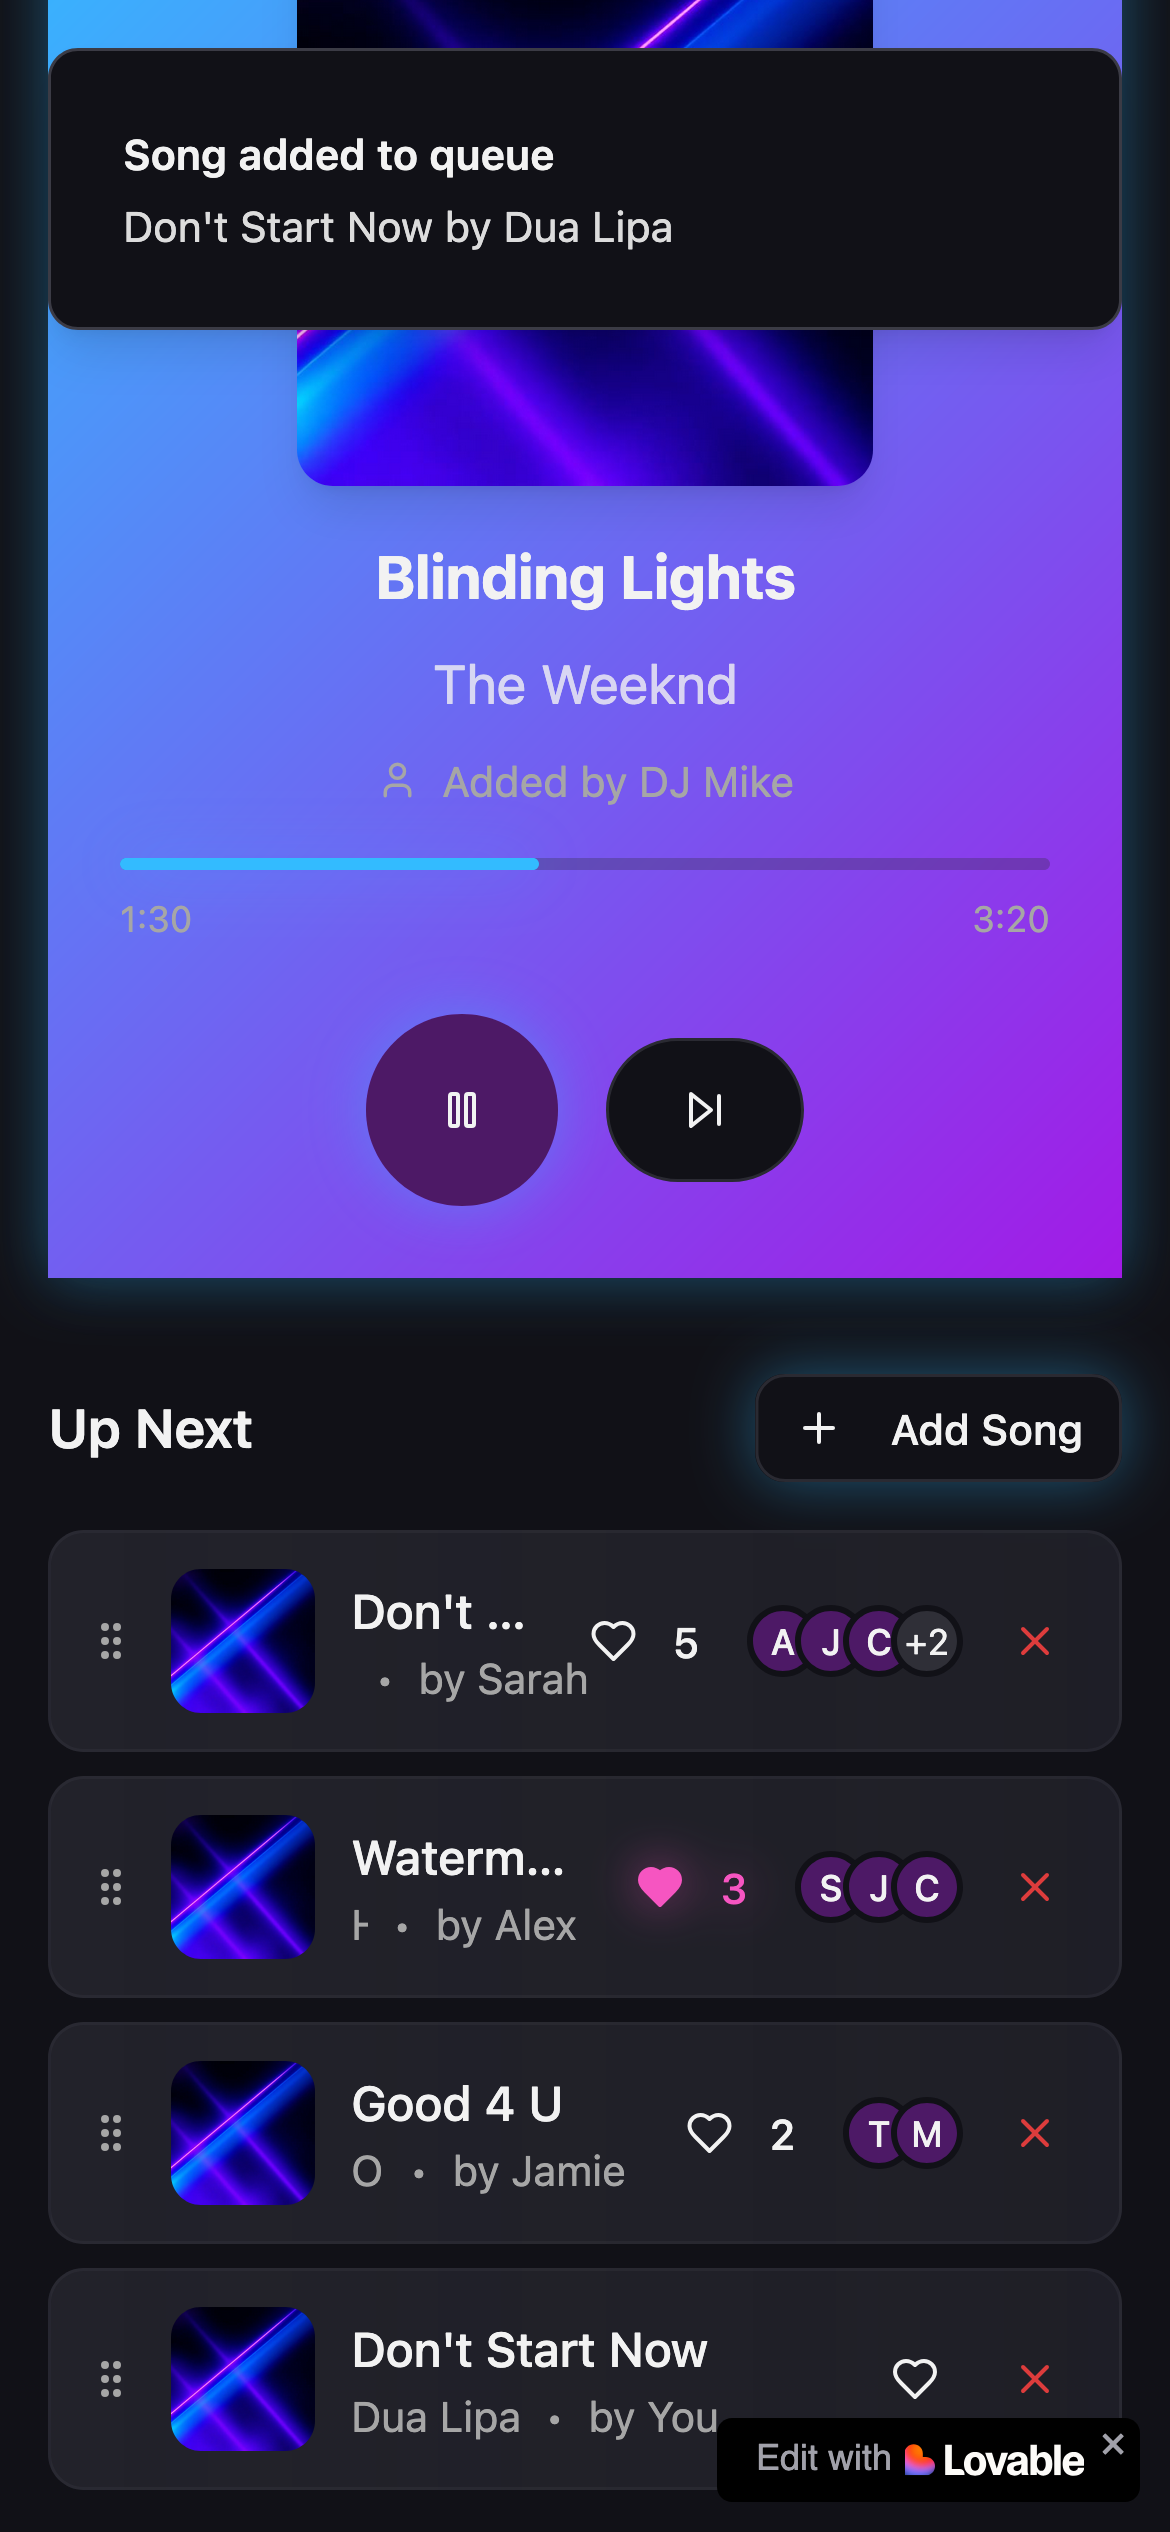 Song added to queue
Don't Start Now by Dua Lipa
Blinding Lights
The Weeknd
Added by DJ Mike
1:30
3:20
Up Next
+ Add Song
Don't ...
• by Sarah
5
A J C +2
Waterm...
• by Alex
3
S J C
Good 4 U
O • by Jamie
2
T M
Don't Start Now
Dua Lipa • by You
Edit with Lovable